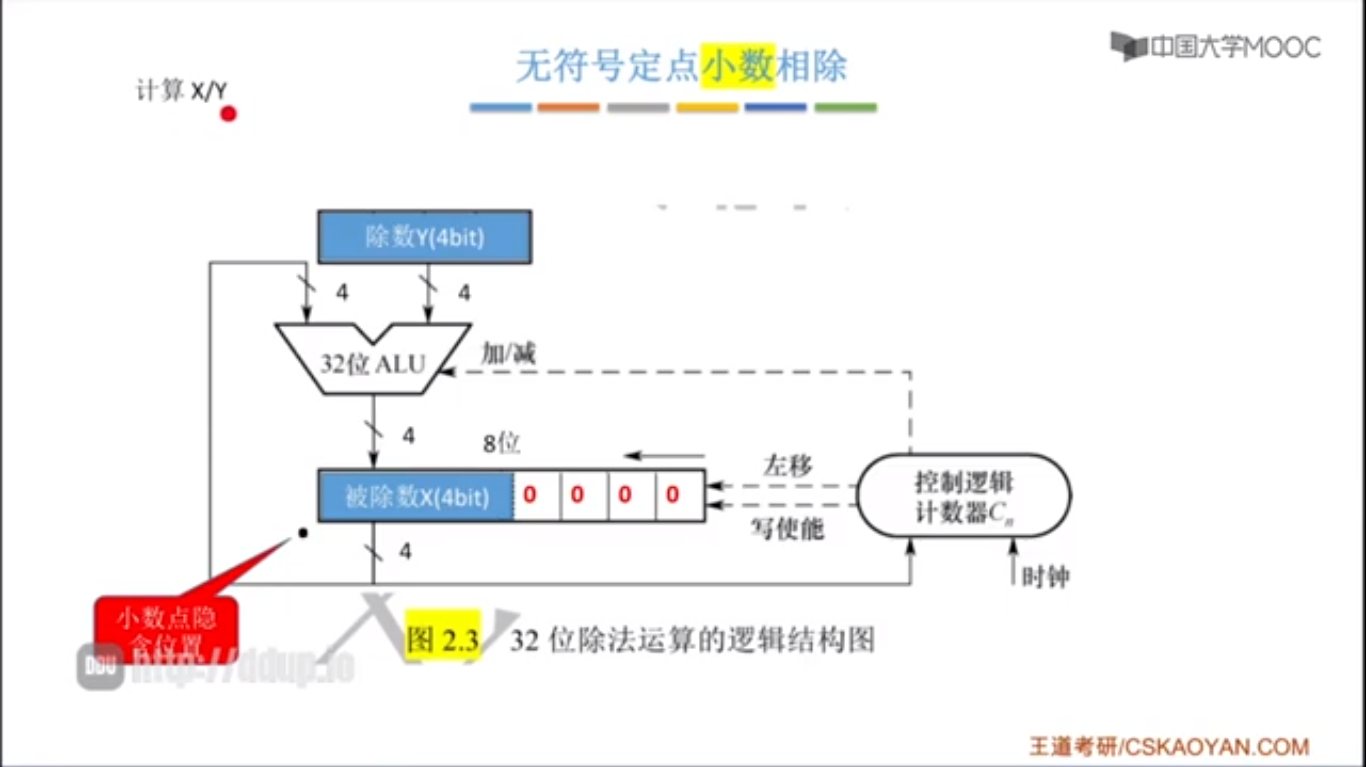 中国大学MOOC
无符号定点小数相除
计算 X/Y
除数Y(4bit)
4
4
32位 ALU
加/减
4
8位
被除数X(4bit) 0 0 0 0
左移
写使能
控制逻辑
计数器Cn
4
时钟
小数点隐
含位置
图 2.3 32 位除法运算的逻辑结构图
DDU http://ddup.io
王道考研/CSKAOYAN.COM